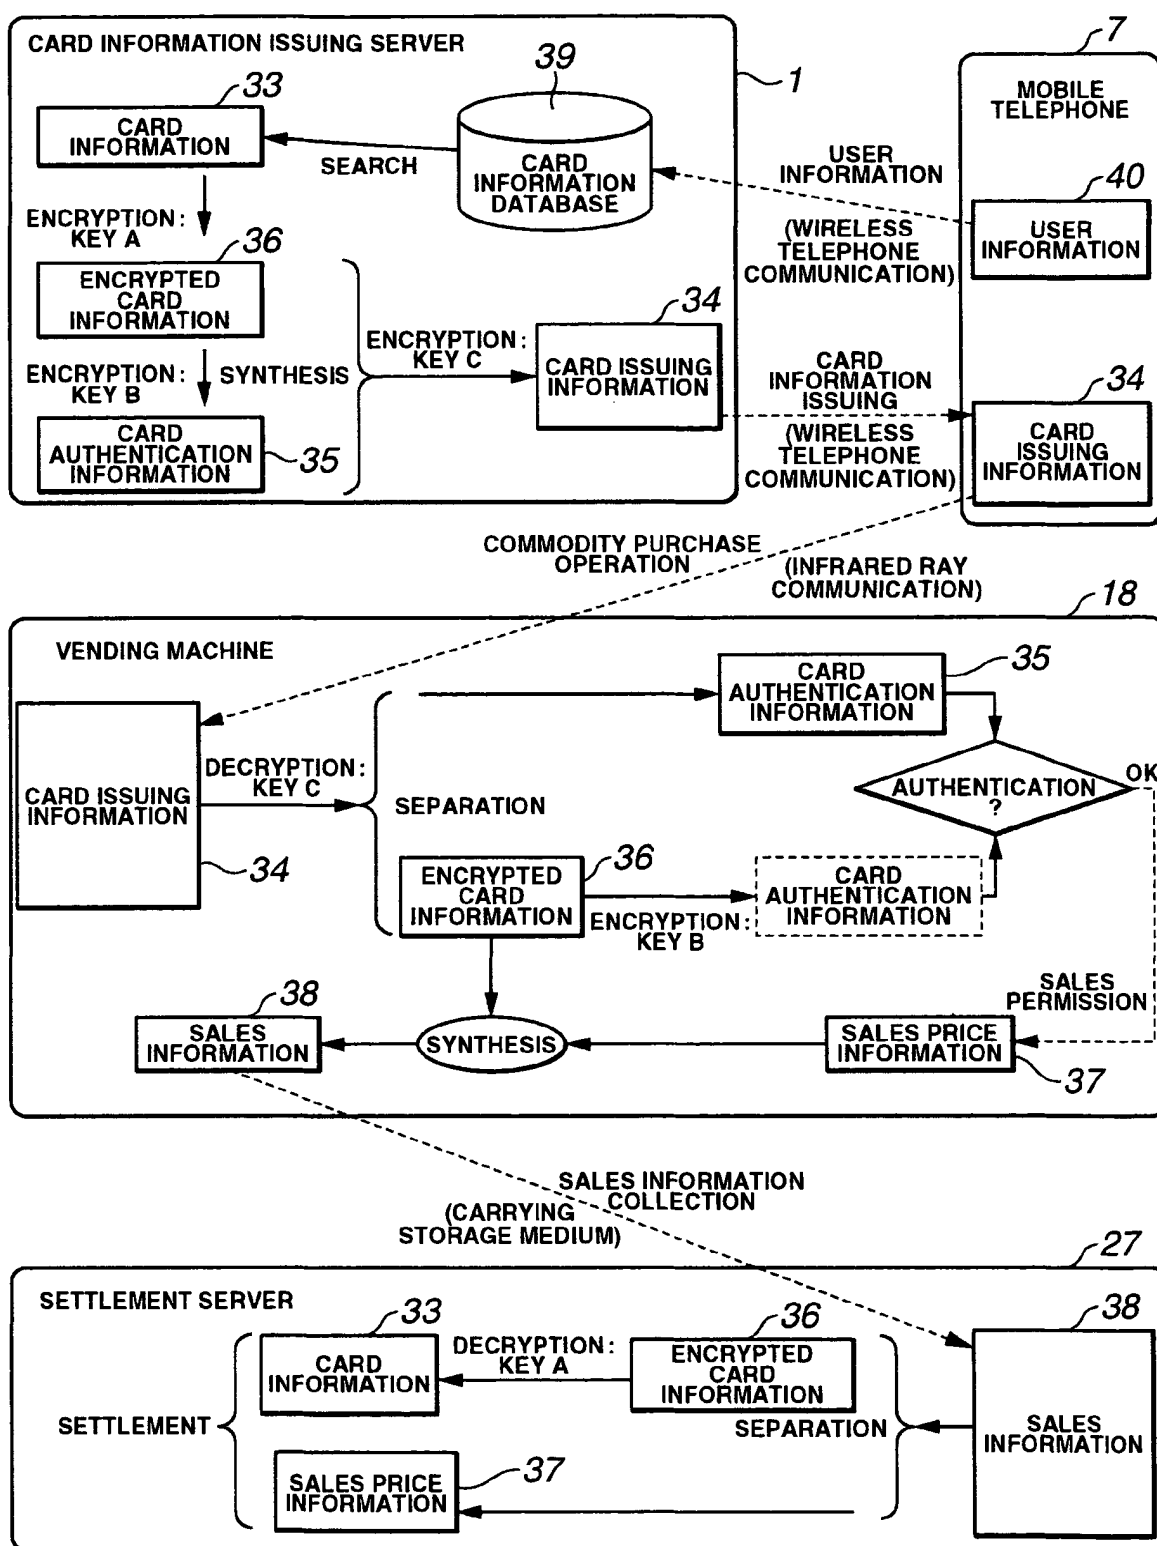 CARD INFORMATION ISSUING SERVER
1
33
CARD
INFORMATION
39
CARD
INFORMATION
DATABASE
SEARCH
ENCRYPTION:
KEY A
36
ENCRYPTED
CARD
INFORMATION
ENCRYPTION:
KEY B
SYNTHESIS
CARD
AUTHENTICATION
INFORMATION
35
ENCRYPTION:
KEY C
34
CARD ISSUING
INFORMATION
7
MOBILE
TELEPHONE
USER
INFORMATION
(WIRELESS
TELEPHONE
COMMUNICATION)
40
USER
INFORMATION
CARD
INFORMATION
ISSUING
(WIRELESS
TELEPHONE
COMMUNICATION)
34
CARD
ISSUING
INFORMATION
COMMODITY PURCHASE
OPERATION
(INFRARED RAY
COMMUNICATION)
18
VENDING MACHINE
CARD ISSUING
INFORMATION
34
DECRYPTION:
KEY C
SEPARATION
35
CARD
AUTHENTICATION
INFORMATION
AUTHENTICATION
?
OK
36
ENCRYPTED
CARD
INFORMATION
ENCRYPTION:
KEY B
CARD
AUTHENTICATION
INFORMATION
SALES
PERMISSION
38
SALES
INFORMATION
SYNTHESIS
SALES PRICE
INFORMATION
37
SALES INFORMATION
COLLECTION
(CARRYING
STORAGE MEDIUM)
27
SETTLEMENT SERVER
33
CARD
INFORMATION
DECRYPTION:
KEY A
36
ENCRYPTED
CARD
INFORMATION
38
SALES
INFORMATION
SEPARATION
SETTLEMENT
37
SALES PRICE
INFORMATION